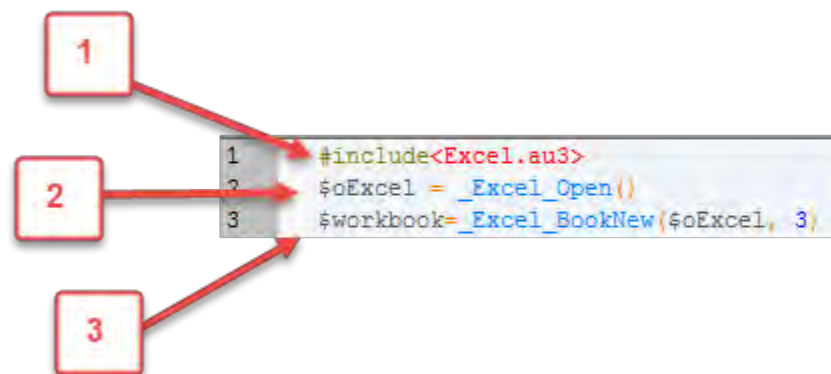 1
2
3
1 #include<Excel.au3>
2 $oExcel = _Excel_Open()
3 $workbook=_Excel_BookNew($oExcel, 3)